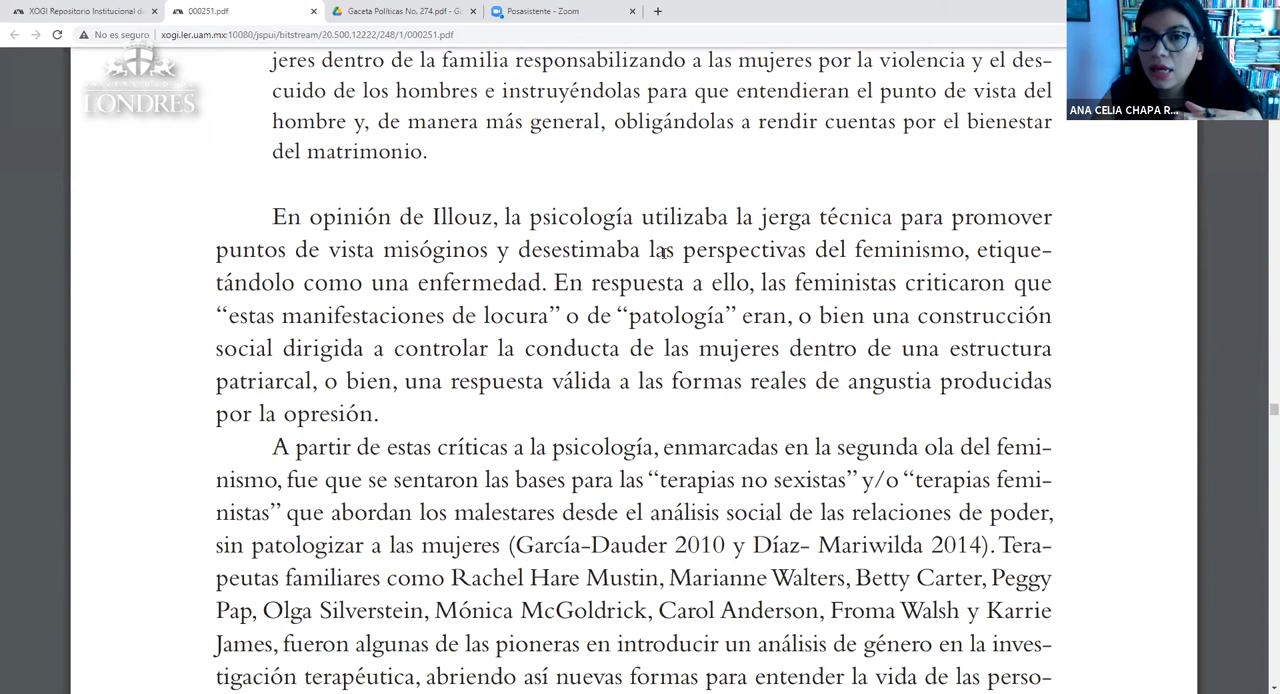 XOGI Repositorio Institucional d
000251.pdf
Gaceta Políticas No. 274.pdf - G
Posasistente - Zoom
No es seguro
xogi.ler.uam.mx:10080/jspui/bitstream/20.500.12222/248/1/000251.pdf
LONDRES
ANA CELIA CHAPA R...
jeres dentro de la familia responsabilizando a las mujeres por la violencia y el des-
cuido de los hombres e instruyéndolas para que entendieran el punto de vista del
hombre y, de manera más general, obligándolas a rendir cuentas por el bienestar
del matrimonio.
En opinión de Illouz, la psicología utilizaba la jerga técnica para promover
puntos de vista misóginos y desestimaba las perspectivas del feminismo, etique-
tándolo como una enfermedad. En respuesta a ello, las feministas criticaron que
“estas manifestaciones de locura” o de “patología” eran, o bien una construcción
social dirigida a controlar la conducta de las mujeres dentro de una estructura
patriarcal, o bien, una respuesta válida a las formas reales de angustia producidas
por la opresión.
A partir de estas críticas a la psicología, enmarcadas en la segunda ola del femi-
nismo, fue que se sentaron las bases para las “terapias no sexistas” y/o “terapias femi-
nistas” que abordan los malestares desde el análisis social de las relaciones de poder,
sin patologizar a las mujeres (García-Dauder 2010 y Díaz- Mariwilda 2014). Tera-
peutas familiares como Rachel Hare Mustin, Marianne Walters, Betty Carter, Peggy
Pap, Olga Silverstein, Mónica McGoldrick, Carol Anderson, Froma Walsh y Karrie
James, fueron algunas de las pioneras en introducir un análisis de género en la inves-
tigación terapéutica, abriendo así nuevas formas para entender la vida de las perso-